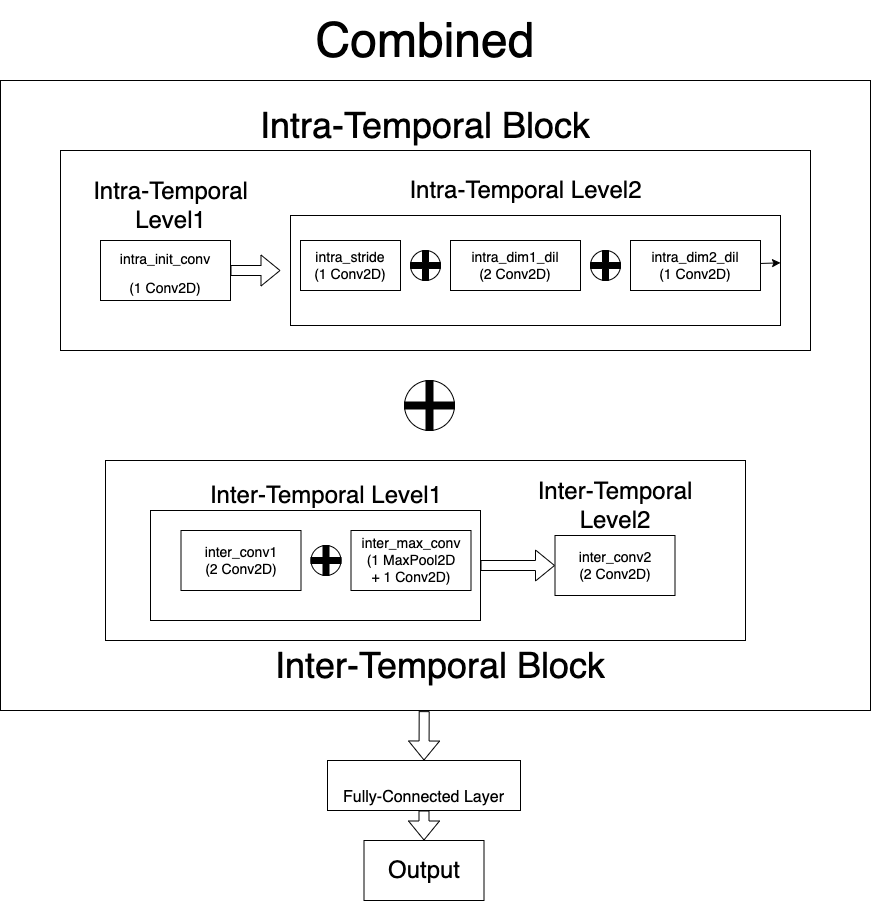 Combined
Intra-Temporal Block
Intra-Temporal
Level1
Intra-Temporal Level2
intra_init_conv
(1 Conv2D)
intra_stride
(1 Conv2D)
intra_dim1_dil
(2 Conv2D)
intra_dim2_dil
(1 Conv2D)
Inter-Temporal Level1
Inter-Temporal
Level2
inter_conv1
(2 Conv2D)
inter_max_conv
(1 MaxPool2D
+ 1 Conv2D)
inter_conv2
(2 Conv2D)
Inter-Temporal Block
Fully-Connected Layer
Output